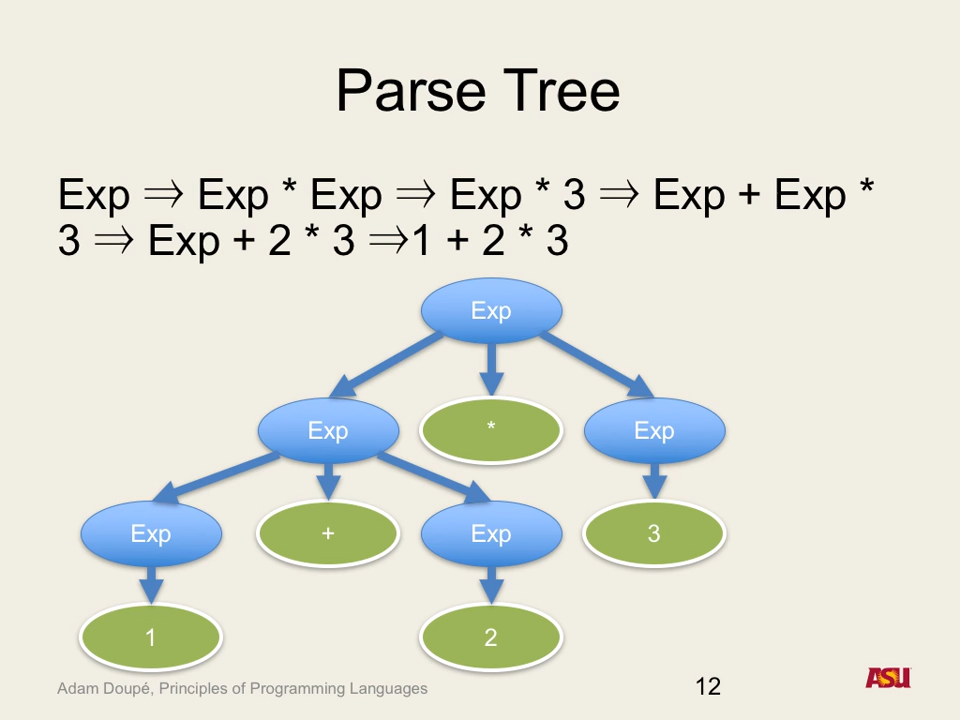 Parse Tree
Exp ⇒ Exp * Exp ⇒ Exp * 3 ⇒ Exp + Exp *
3 ⇒ Exp + 2 * 3 ⇒1 + 2 * 3
Exp
Exp * Exp
Exp + Exp 3
1 2
Adam Doupé, Principles of Programming Languages 12 ASU